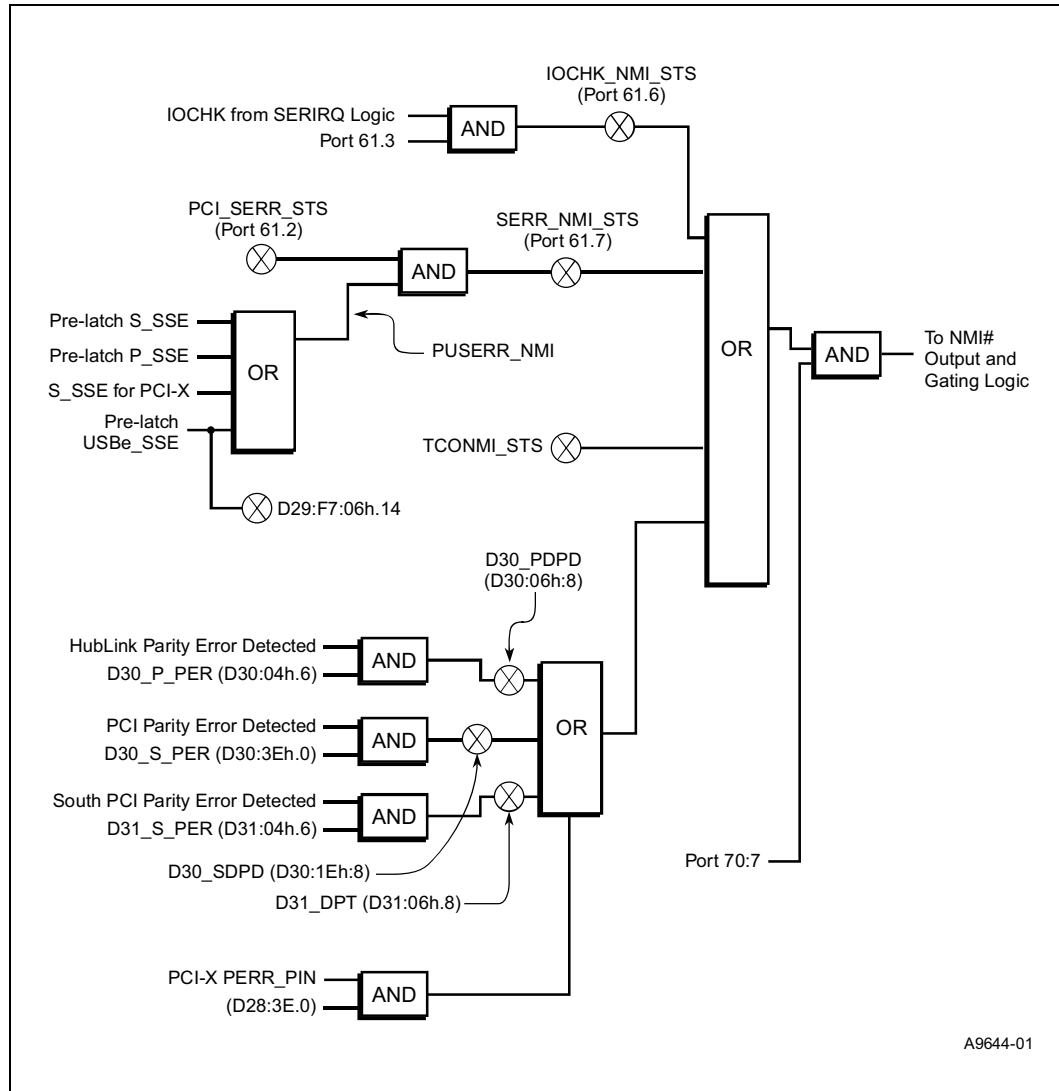 IOCHK_NMI_STS
(Port 61.6)
IOCHK from SERIRQ Logic
Port 61.3
AND
PCI_SERR_STS
(Port 61.2)
SERR_NMI_STS
(Port 61.7)
AND
Pre-latch S_SSE
Pre-latch P_SSE
S_SSE for PCI-X
Pre-latch
USBe_SSE
OR
PUSERR_NMI
D29:F7:06h.14
TCONMI_STS
OR
AND
To NMI#
Output and
Gating Logic
D30_PDPD
(D30:06h:8)
HubLink Parity Error Detected
D30_P_PER (D30:04h.6)
AND
PCI Parity Error Detected
D30_S_PER (D30:3Eh.0)
AND
OR
South PCI Parity Error Detected
D31_S_PER (D31:04h.6)
AND
D30_SDPD (D30:1Eh:8)
D31_DPT (D31:06h.8)
Port 70:7
PCI-X PERR_PIN
(D28:3E.0)
AND
A9644-01